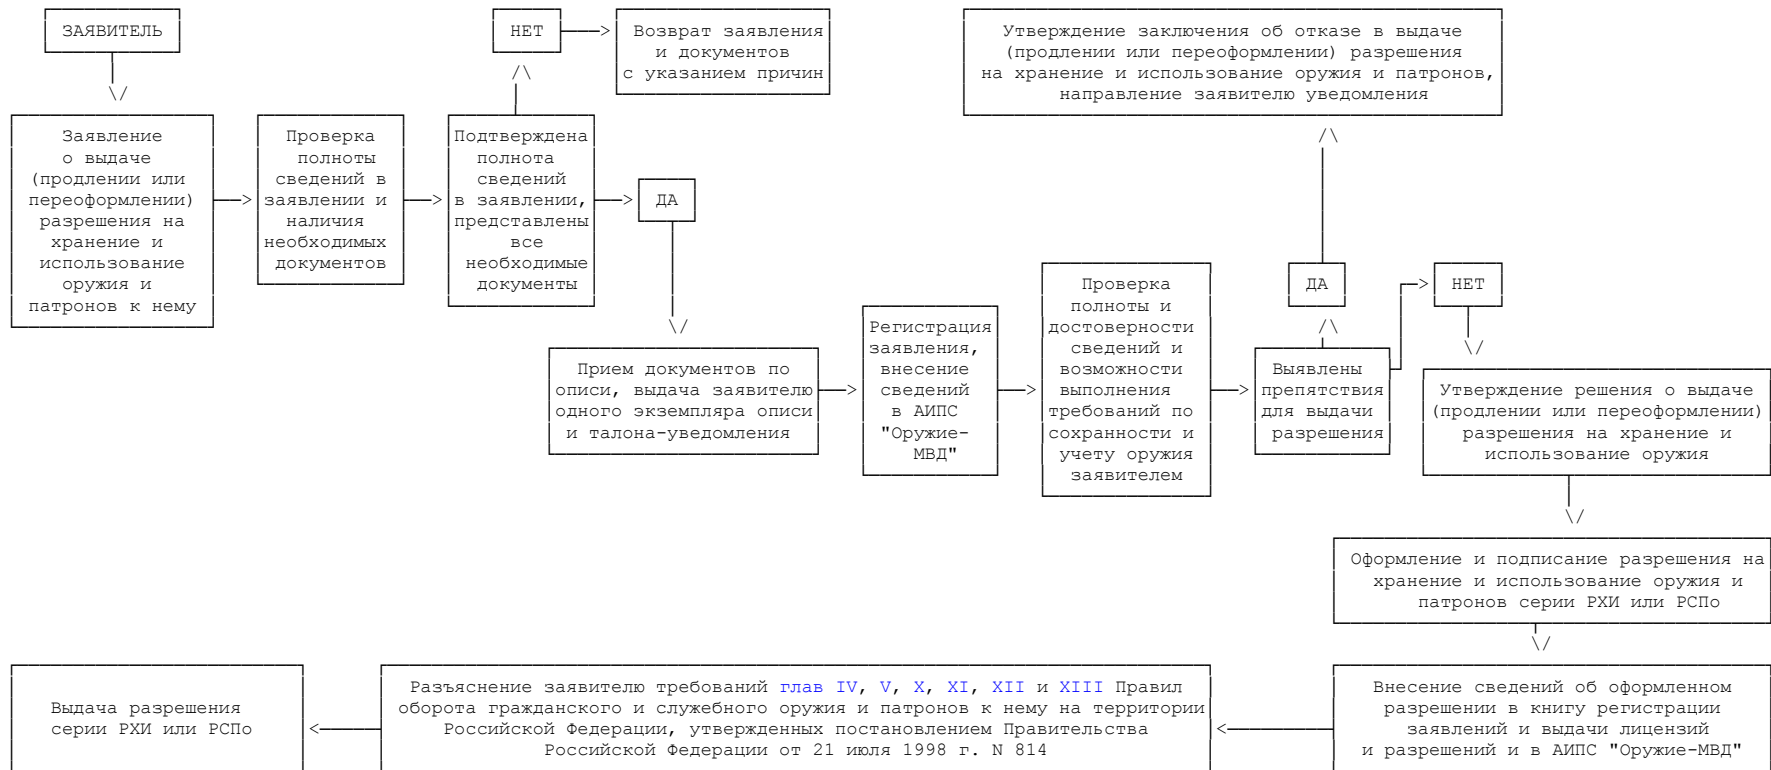 ЗАЯВИТЕЛЬ
НЕТ
Возврат заявления
и документов
с указанием причин
Утверждение заключения об отказе в выдаче
(продлении или переоформлении) разрешения
на хранение и использование оружия и патронов,
направление заявителю уведомления
Заявление
о выдаче
(продлении или
переоформлении)
разрешения на
хранение и
использование
оружия и
патронов к нему
Проверка
полноты
сведений в
заявлении и
наличия
необходимых
документов
Подтверждена
полнота
сведений
в заявлении,
представлены
все
необходимые
документы
ДА
Прием документов по
описи, выдача заявителю
одного экземпляра описи
и талона-уведомления
Регистрация
заявления,
внесение
сведений
в АИПС
"Оружие-
МВД"
Проверка
полноты и
достоверности
сведений и
возможности
выполнения
требований по
сохранности и
учету оружия
заявителем
Выявлены
препятствия
для выдачи
разрешения
ДА
НЕТ
Утверждение решения о выдаче
(продлении или переоформлении)
разрешения на хранение и
использование оружия
Оформление и подписание разрешения на
хранение и использование оружия и
патронов серии РХИ или РСПо
Внесение сведений об оформленном
разрешении в книгу регистрации
заявлений и выдачи лицензий
и разрешений и в АИПС "Оружие-МВД"
Разъяснение заявителю требований глав IV, V, X, XI, XII и XIII Правил
оборота гражданского и служебного оружия и патронов к нему на территории
Российской Федерации, утвержденных постановлением Правительства
Российской Федерации от 21 июля 1998 г. N 814
Выдача разрешения
серии РХИ или РСПо